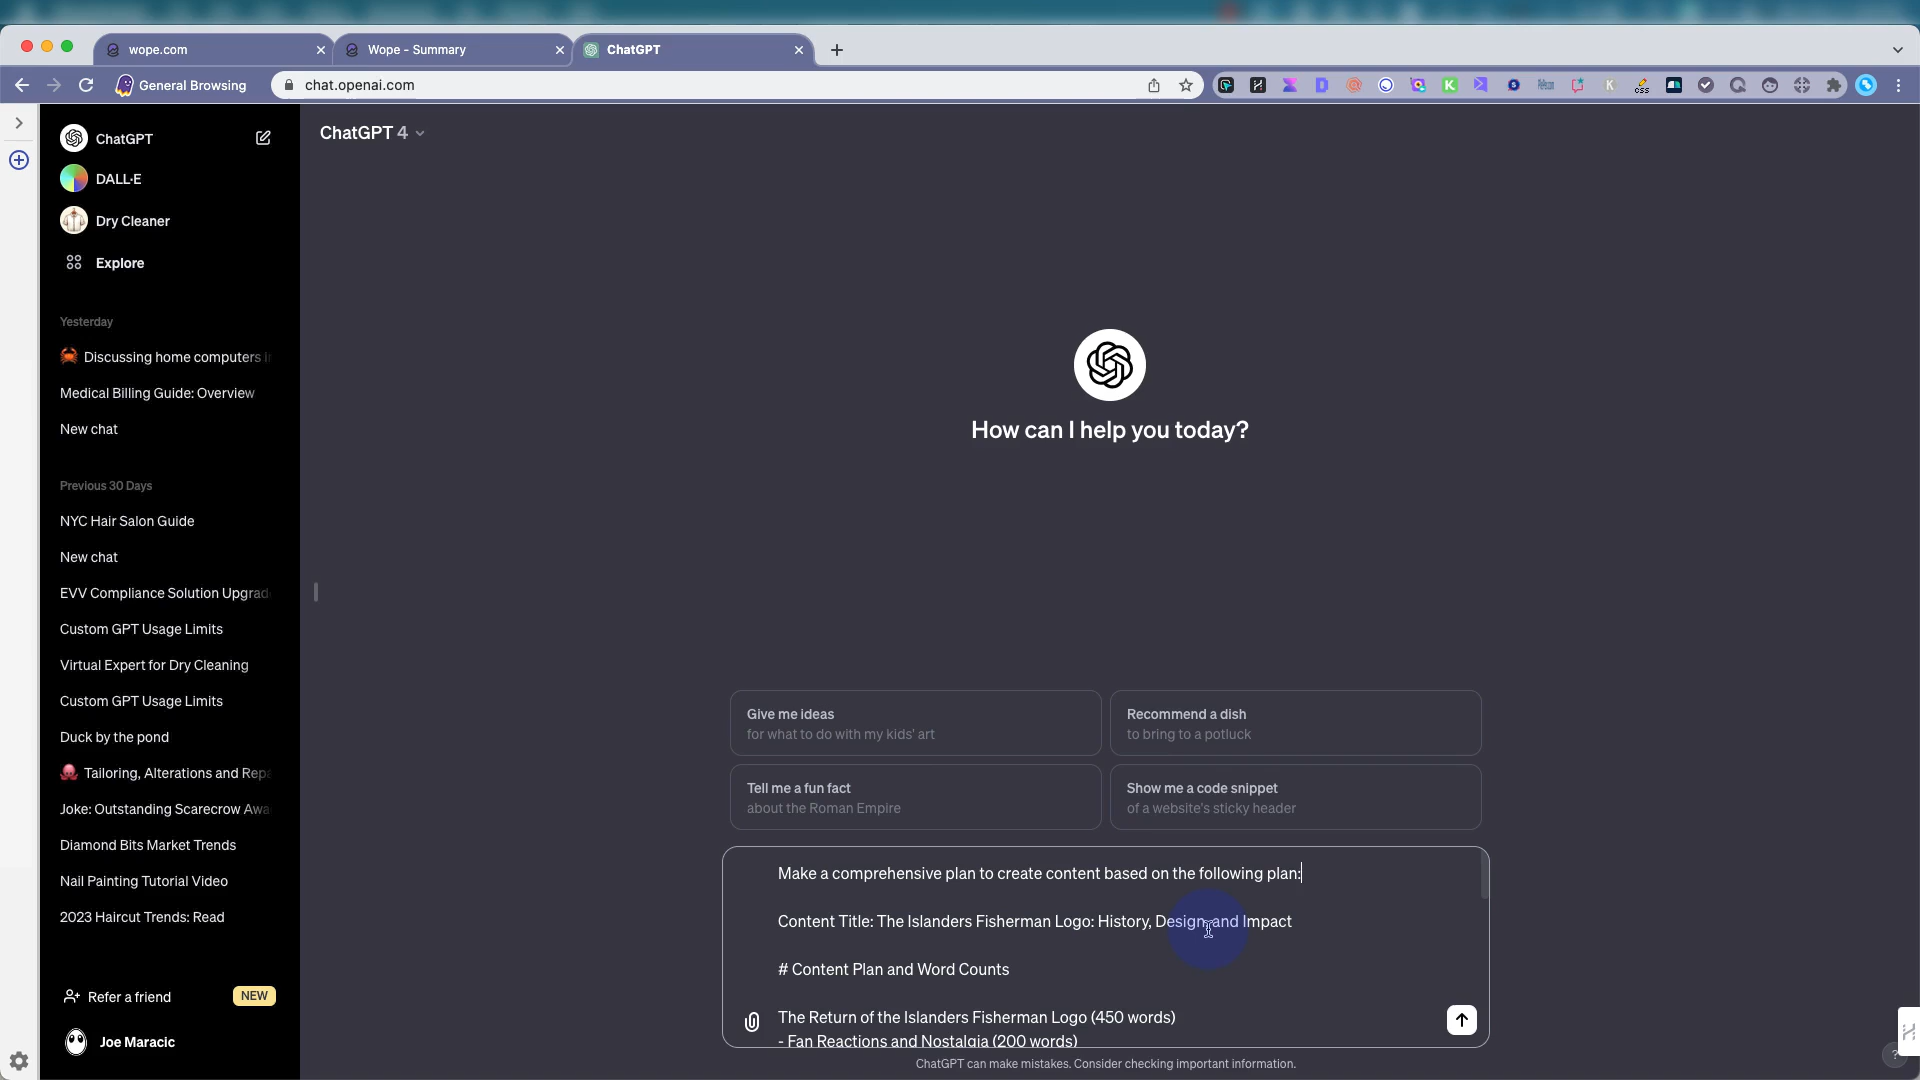 wope.com
Wope - Summary
ChatGPT
General Browsing
chat.openai.com
ChatGPT
DALL·E
Dry Cleaner
Explore
Yesterday
🦀 Discussing home computers i
Medical Billing Guide: Overview
New chat
Previous 30 Days
NYC Hair Salon Guide
New chat
EVV Compliance Solution Upgrad
Custom GPT Usage Limits
Virtual Expert for Dry Cleaning
Custom GPT Usage Limits
Duck by the pond
🐙 Tailoring, Alterations and Repa
Joke: Outstanding Scarecrow Awa
Diamond Bits Market Trends
Nail Painting Tutorial Video
2023 Haircut Trends: Read
Refer a friend
NEW
Joe Maracic
ChatGPT 4
How can I help you today?
Give me ideas
for what to do with my kids' art
Recommend a dish
to bring to a potluck
Tell me a fun fact
about the Roman Empire
Show me a code snippet
of a website's sticky header
Make a comprehensive plan to create content based on the following plan:
Content Title: The Islanders Fisherman Logo: History, Design and Impact
# Content Plan and Word Counts
The Return of the Islanders Fisherman Logo (450 words)
- Fan Reactions and Nostalgia (200 words)
ChatGPT can make mistakes. Consider checking important information.
?